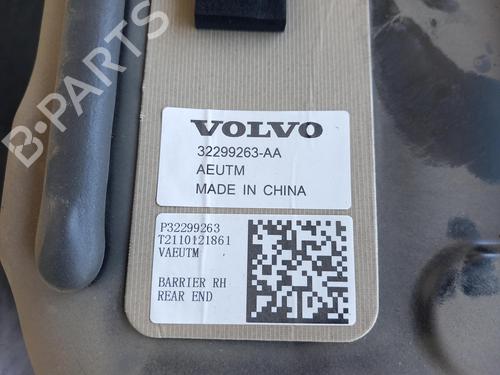 B-PARTS
VOLVO
32299263-AA
AEUTM
MADE IN CHINA
P32299263
T2110121861
VAEUTM
BARRIER RH
REAR END